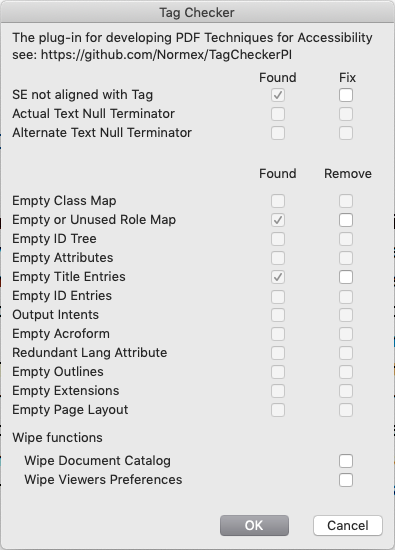 Tag Checker
The plug-in for developing PDF Techniques for Accessibility
see: https://github.com/Normex/TagCheckerPI
Found Fix
SE not aligned with Tag
Actual Text Null Terminator
Alternate Text Null Terminator
Found Remove
Empty Class Map
Empty or Unused Role Map
Empty ID Tree
Empty Attributes
Empty Title Entries
Empty ID Entries
Output Intents
Empty Acroform
Redundant Lang Attribute
Empty Outlines
Empty Extensions
Empty Page Layout
Wipe functions
Wipe Document Catalog
Wipe Viewers Preferences
OK Cancel